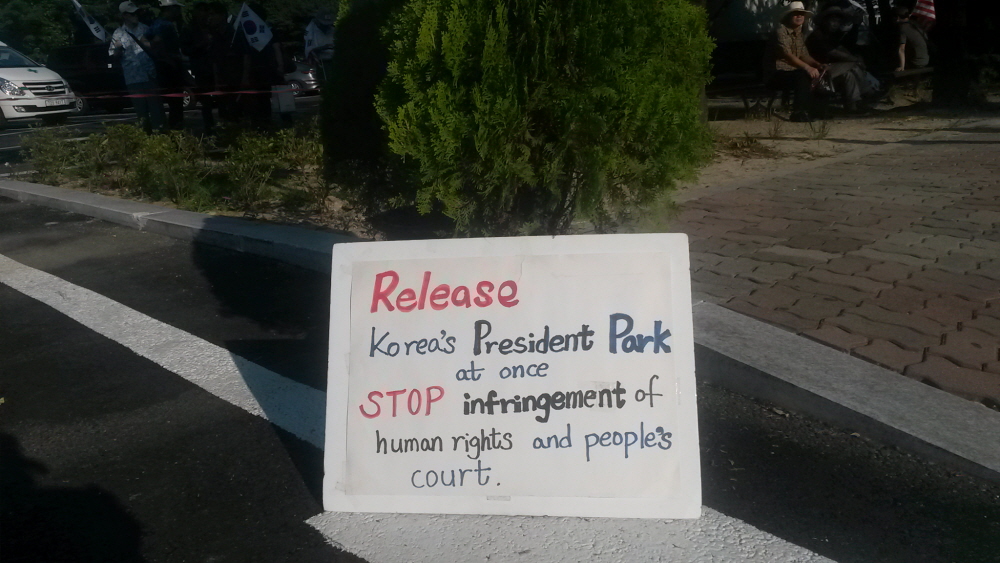 Release
Korea's President Park
at once
STOP infringement of
human rights and people's
court.